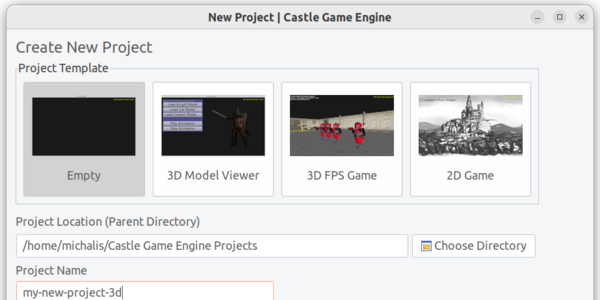 New Project | Castle Game Engine
Create New Project
Project Template
Empty
3D Model Viewer
3D FPS Game
2D Game
Project Location (Parent Directory)
/home/michalis/Castle Game Engine Projects
Choose Directory
Project Name
my-new-project-3d